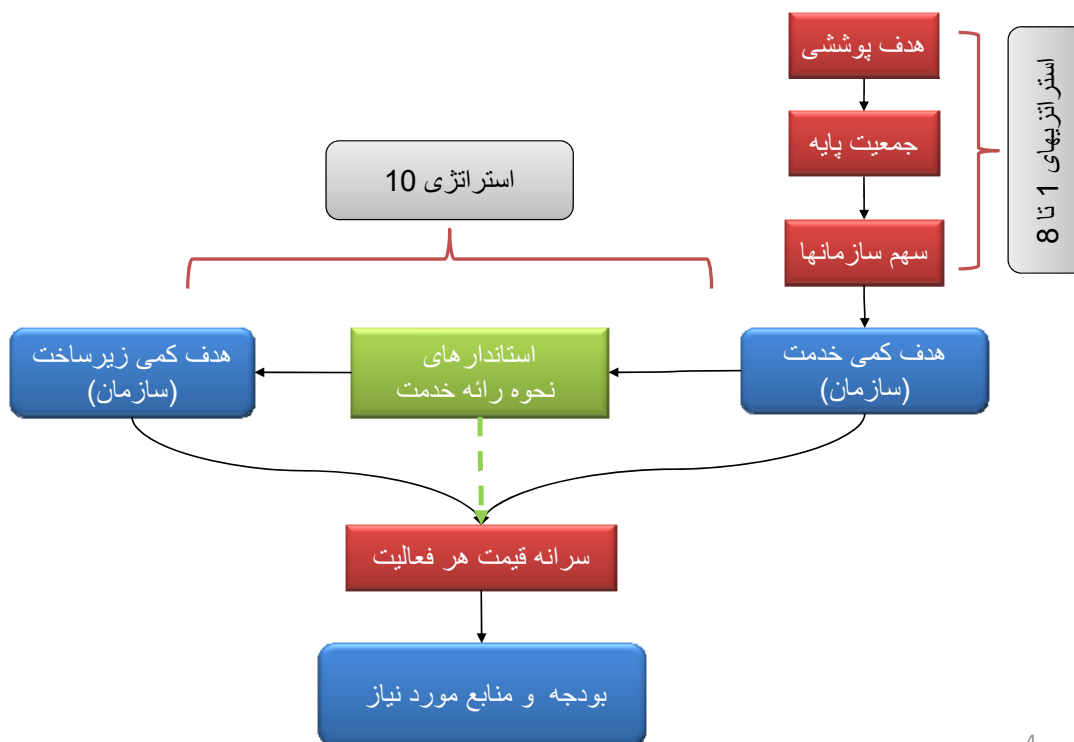 هدف پوششی
استراتژیهای 1 تا 8
جمعیت پایه
استراتژی 10
سهم سازمانها
هدف کمی خدمت
(سازمان)
استاندارهای
نحوه رائه خدمت
هدف کمی زیرساخت
(سازمان)
سرانه قیمت هر فعالیت
بودجه و منابع مورد نیاز
4